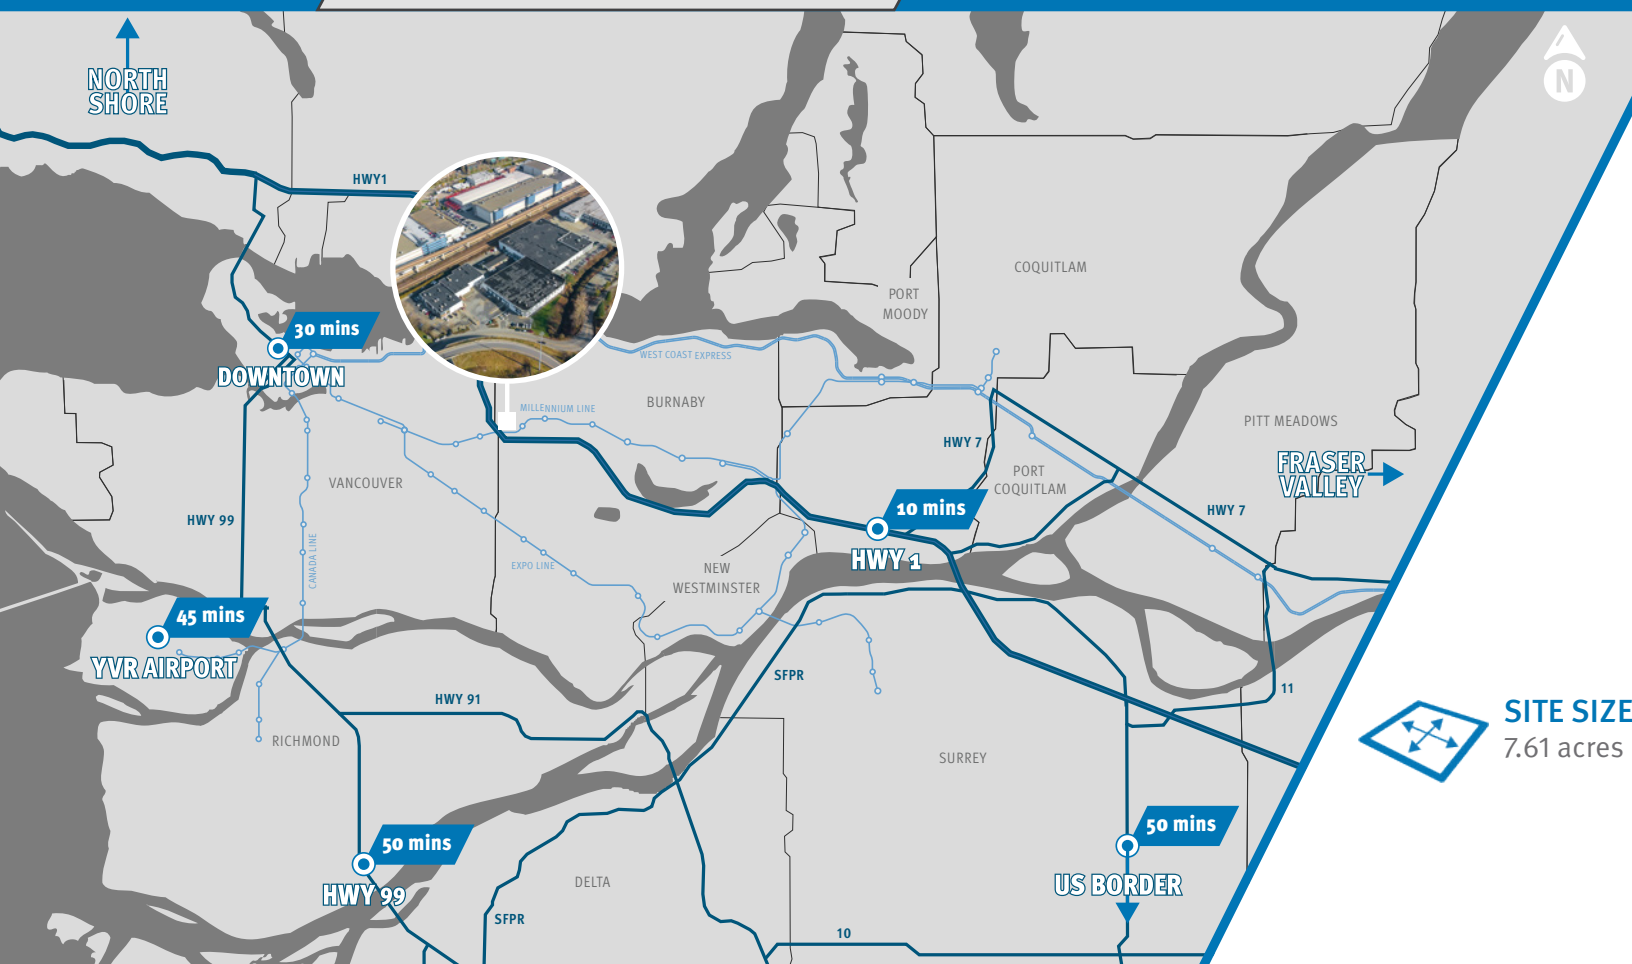 NORTH
SHORE
N
HWY1
COQUITLAM
PORT
MOODY
30 mins
DOWNTOWN
WEST COAST EXPRESS
MILLENNIUM LINE
BURNABY
PITT MEADOWS
HWY 7
FRASER
VALLEY
VANCOUVER
PORT
COQUITLAM
HWY 99
10 mins
HWY 7
HWY 1
CANADA LINE
EXPO LINE
NEW
WESTMINSTER
45 mins
YVR AIRPORT
SFPR
11
HWY 91
SITE SIZE
7.61 acres
RICHMOND
SURREY
50 mins
HWY 99
50 mins
US BORDER
DELTA
SFPR
10